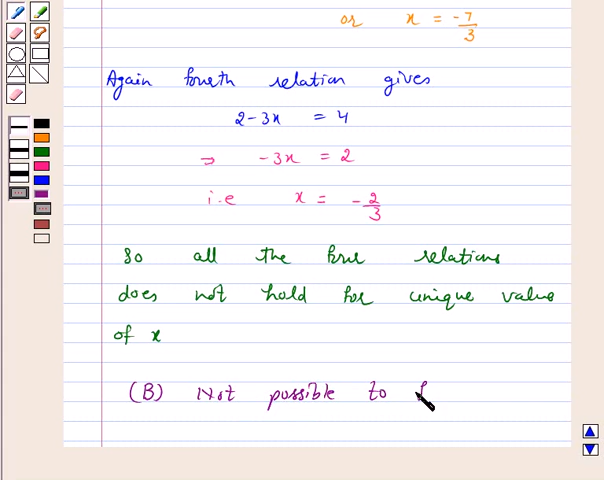 or x = -7/3
Again fourth relation gives
2-3x = 4
⇒ -3x = 2
i.e x = -2/3
So all the four relations
does not hold for unique value
of x
(B) Not possible to f